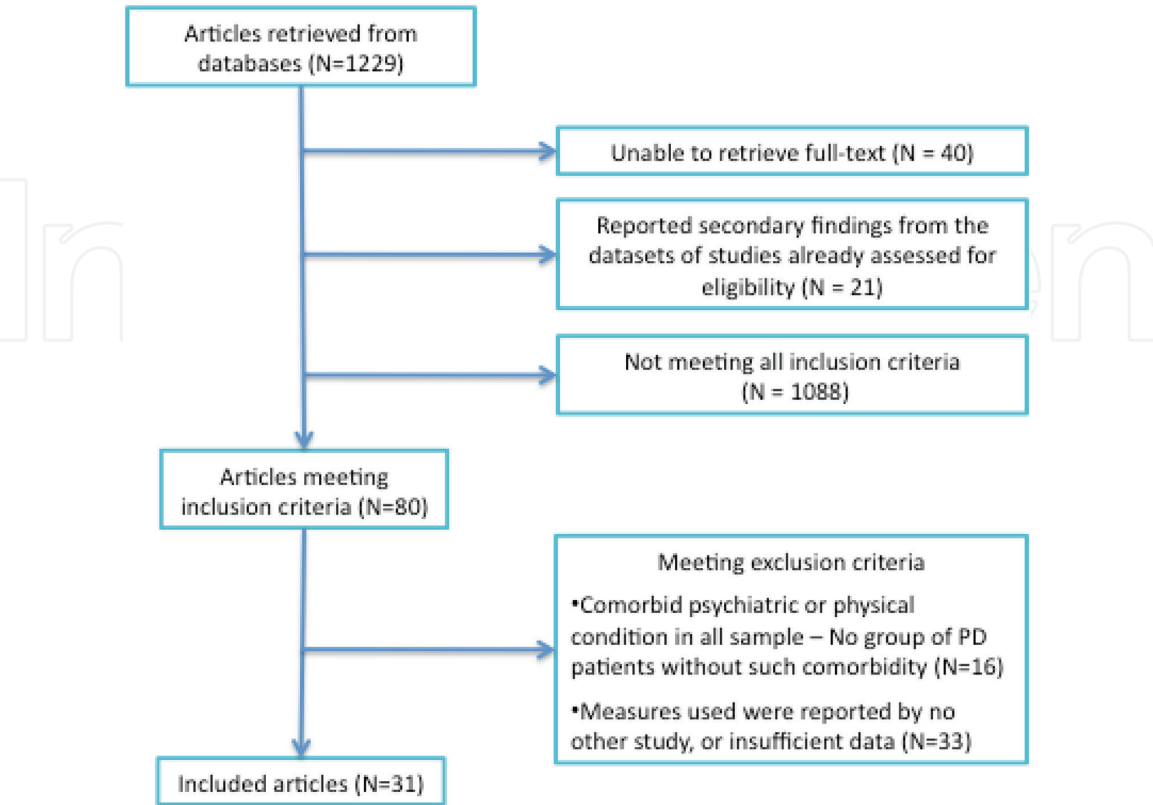 Articles retrieved from
databases (N=1229)
Unable to retrieve full-text (N = 40)
Reported secondary findings from the
datasets of studies already assessed for
eligibility (N = 21)
Not meeting all inclusion criteria
(N = 1088)
Articles meeting
inclusion criteria (N=80)
Meeting exclusion criteria
•Comorbid psychiatric or physical
condition in all sample – No group of PD
patients without such comorbidity (N=16)
•Measures used were reported by no
other study, or insufficient data (N=33)
Included articles (N=31)